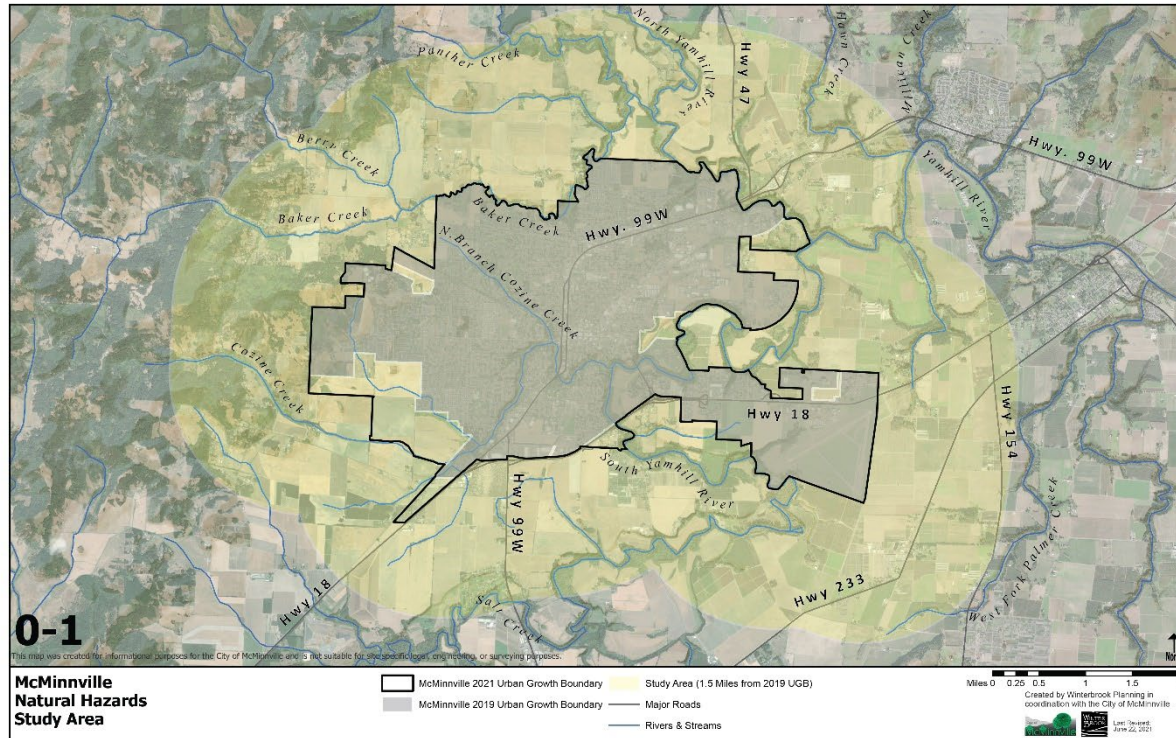 Panther Creek
North Yamhill River
Hwy 47
Hawn Creek
Millican Creek
Hwy. 99W
Yamhill River
Berry Creek
Baker Creek
Baker Creek
Hwy. 99W
N. Branch Cozine Creek
Cozine Creek
Hwy 18
Hwy 154
South Yamhill River
Hwy 99W
Hwy 18
Salt Creek
Hwy 233
West Fork Palmer Creek
0-1
This map was created for informational purposes for the City of McMinnville and is not suitable for site specific legal, engineering, or surveying purposes.
McMinnville
Natural Hazards
Study Area
McMinnville 2021 Urban Growth Boundary
McMinnville 2019 Urban Growth Boundary
Study Area (1.5 Miles from 2019 UGB)
Major Roads
Rivers & Streams
Miles 0 0.25 0.5 1 1.5
Created by Winterbrook Planning in
coordination with the City of McMinnville
Last Revised:
June 22, 2021